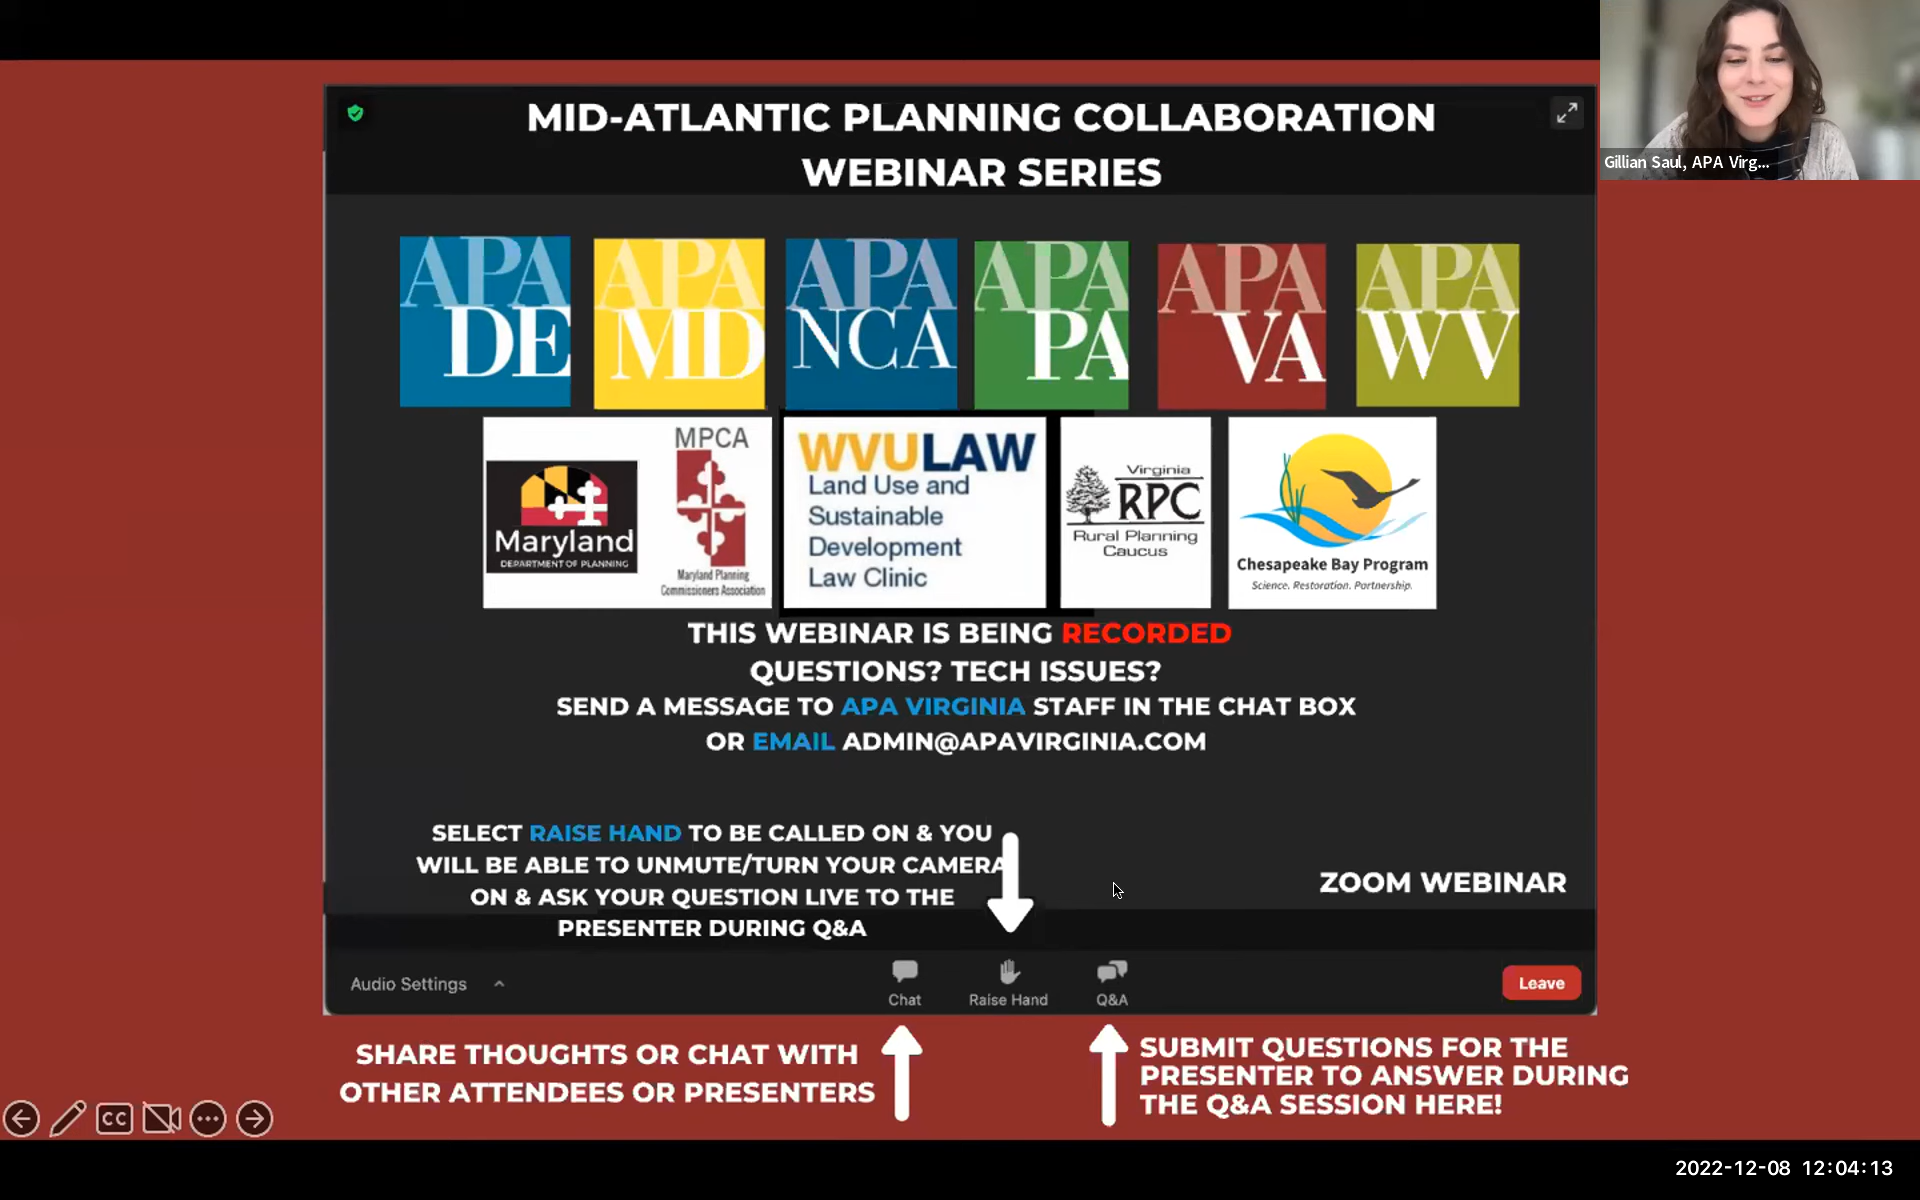 MID-ATLANTIC PLANNING COLLABORATION
WEBINAR SERIES
Gillian Saul, APA Virg...
APA
DE
APA
MD
APA
NCA
APA
PA
APA
VA
APA
WV
Maryland
DEPARTMENT OF PLANNING
MPCA
Maryland Planning
Commissioners Association
WVULAW
Land Use and
Sustainable
Development
Law Clinic
Virginia
RPC
Rural Planning
Caucus
Chesapeake Bay Program
Science. Restoration. Partnership.
THIS WEBINAR IS BEING RECORDED
QUESTIONS? TECH ISSUES?
SEND A MESSAGE TO APA VIRGINIA STAFF IN THE CHAT BOX
OR EMAIL ADMIN@APAVIRGINIA.COM
SELECT RAISE HAND TO BE CALLED ON & YOU
WILL BE ABLE TO UNMUTE/TURN YOUR CAMERA
ON & ASK YOUR QUESTION LIVE TO THE
PRESENTER DURING Q&A
ZOOM WEBINAR
Audio Settings
Chat
Raise Hand
Q&A
Leave
SHARE THOUGHTS OR CHAT WITH
OTHER ATTENDEES OR PRESENTERS
SUBMIT QUESTIONS FOR THE
PRESENTER TO ANSWER DURING
THE Q&A SESSION HERE!
CC
2022-12-08 12:04:13